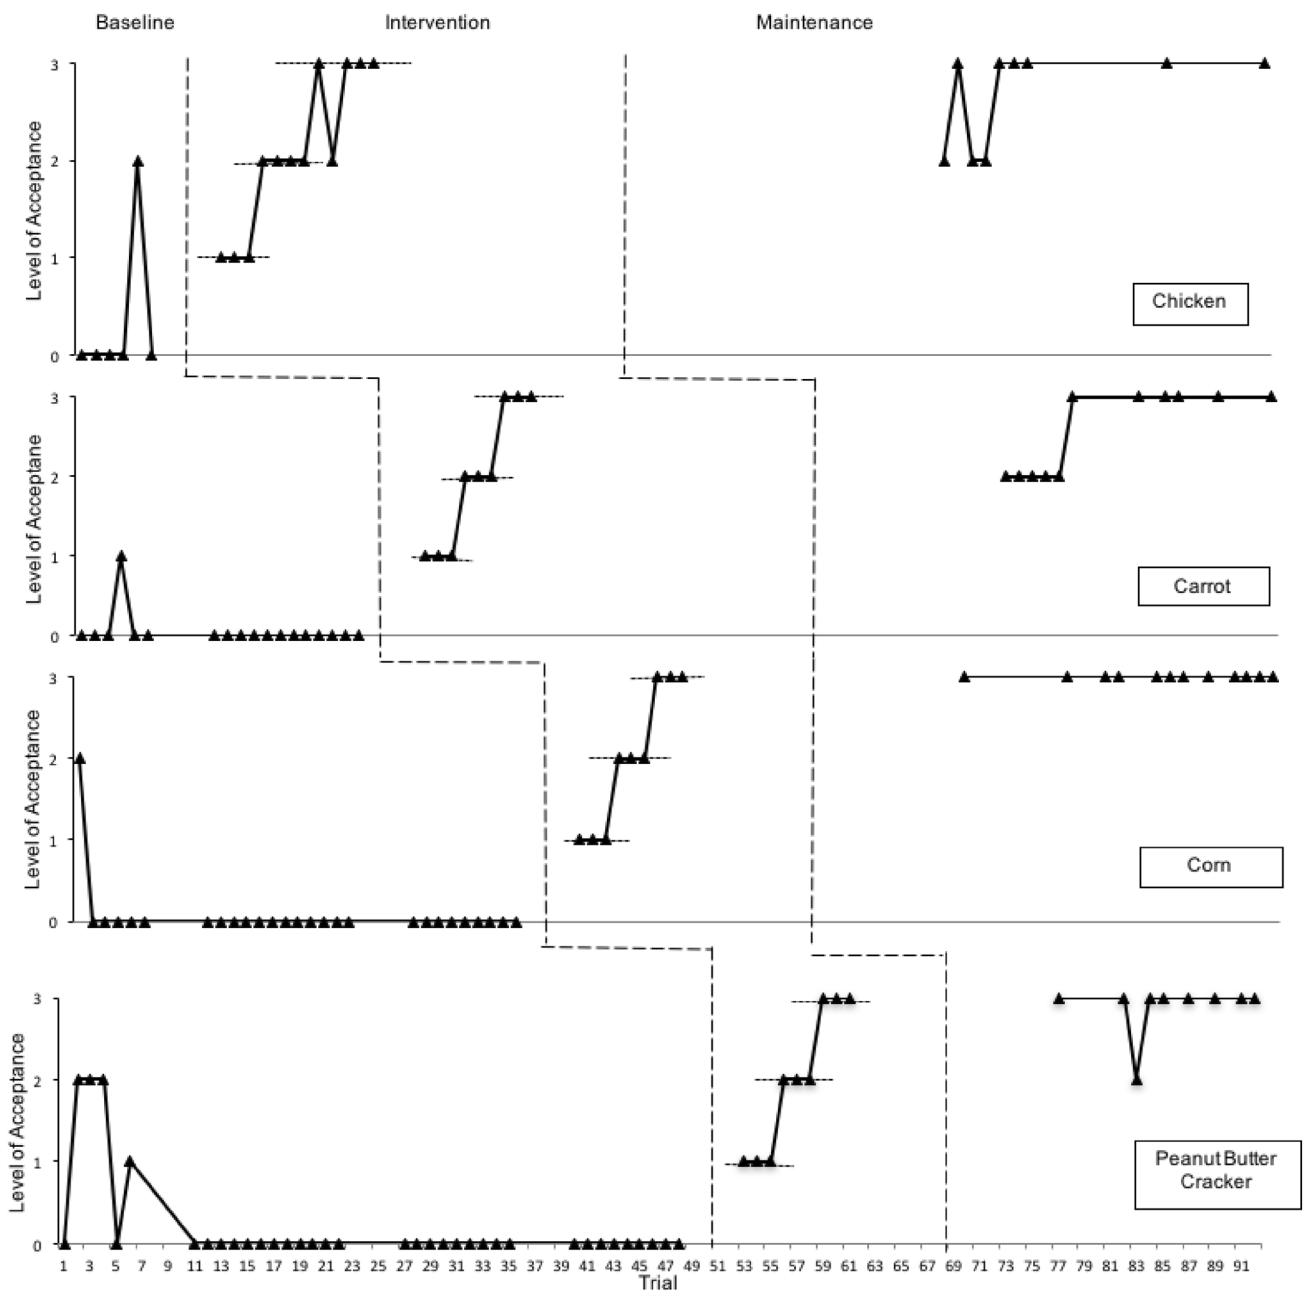 Baseline Intervention Maintenance
3
2
1
0
Level of Acceptance
Chicken
3
2
1
0
Level of Acceptane
Carrot
3
2
1
0
Level of Acceptance
Corn
3
2
1
0
Level of Acceptance
Peanut Butter
Cracker
1 3 5 7 9 11 13 15 17 19 21 23 25 27 29 31 33 35 37 39 41 43 45 47 49 51 53 55 57 59 61 63 65 67 69 71 73 75 77 79 81 83 85 87 89 91
Trial